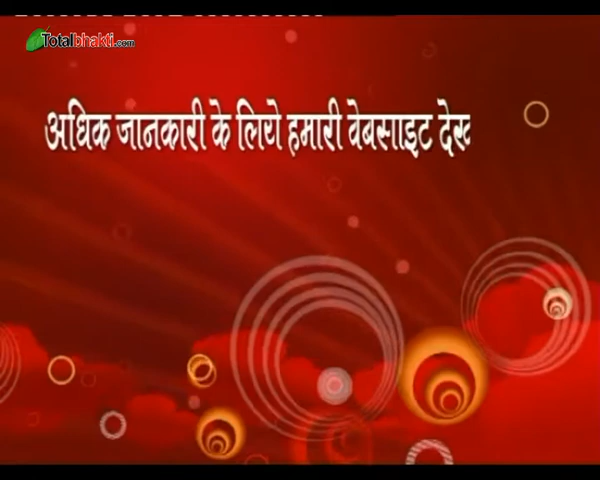 Totalbhakti.com
अधिक जानकारी के लिये हमारी वेबसाइट देख